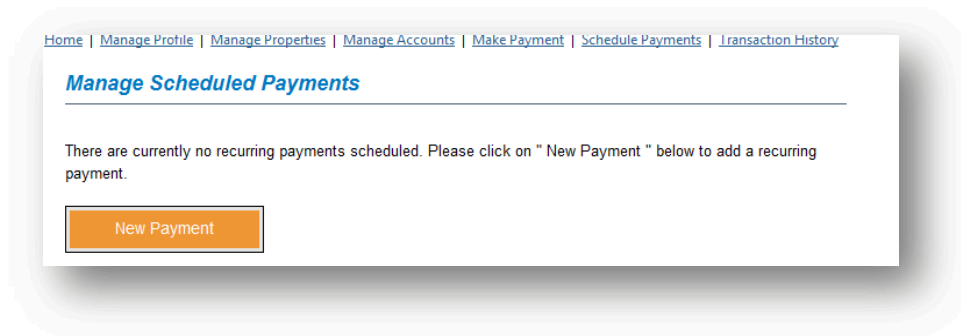 Home | Manage Profile | Manage Properties | Manage Accounts | Make Payment | Schedule Payments | Transaction History
Manage Scheduled Payments
There are currently no recurring payments scheduled. Please click on " New Payment " below to add a recurring
payment.
New Payment